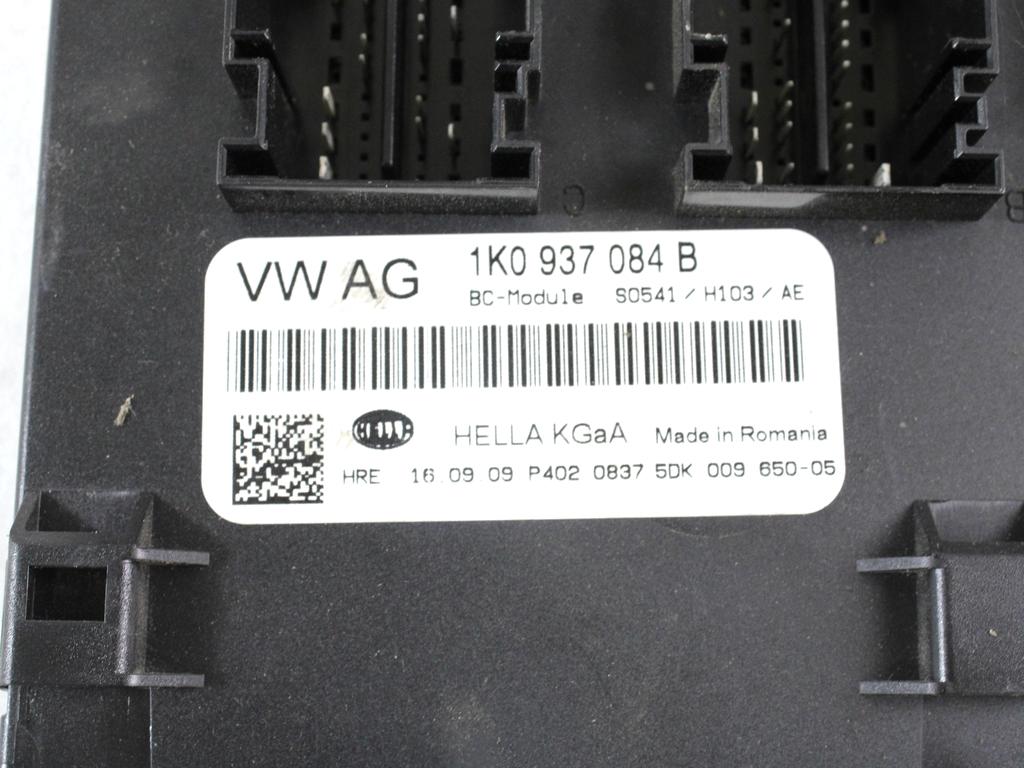 C
B
VW AG
1K0 937 084 B
BC-Module S0541 / H103 / AE
HELLA KGaA Made in Romania
HRE 16.09.09 P402 0837 5DK 009 650-05